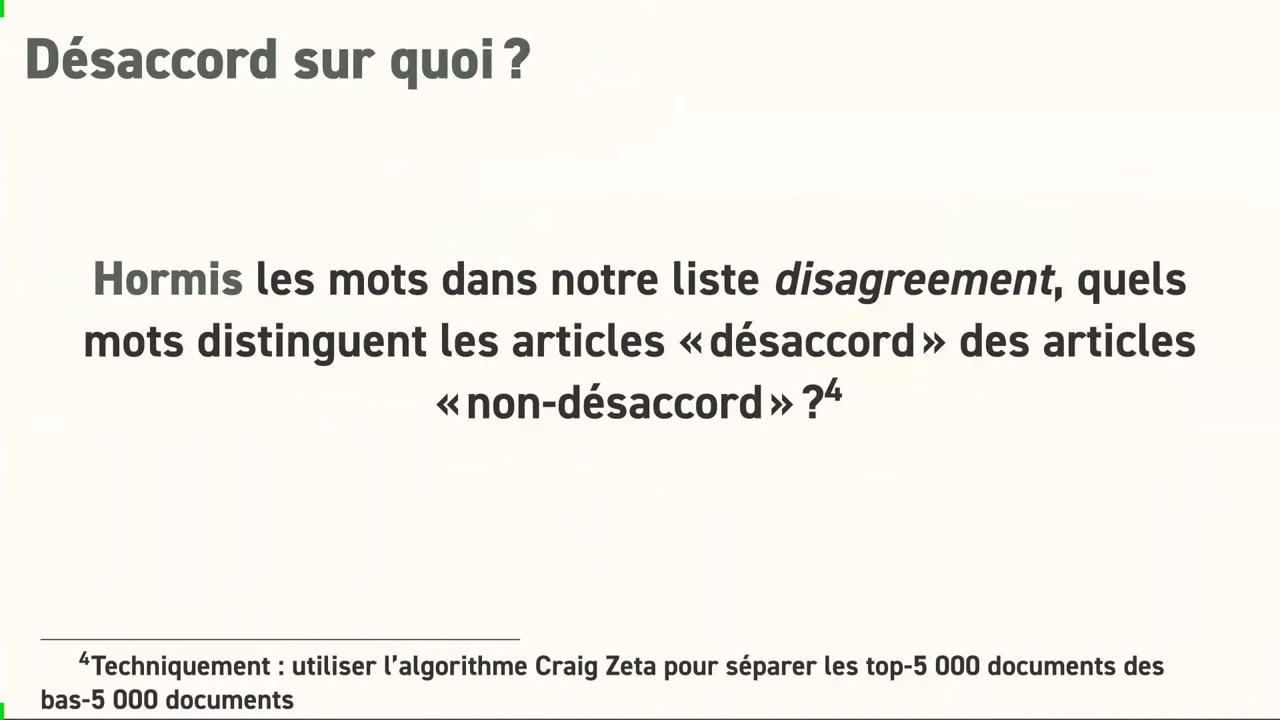 Désaccord sur quoi ?
Hormis les mots dans notre liste disagreement, quels
mots distinguent les articles « désaccord » des articles
« non-désaccord » ?⁴
⁴Techniquement : utiliser l’algorithme Craig Zeta pour séparer les top-5 000 documents des
bas-5 000 documents